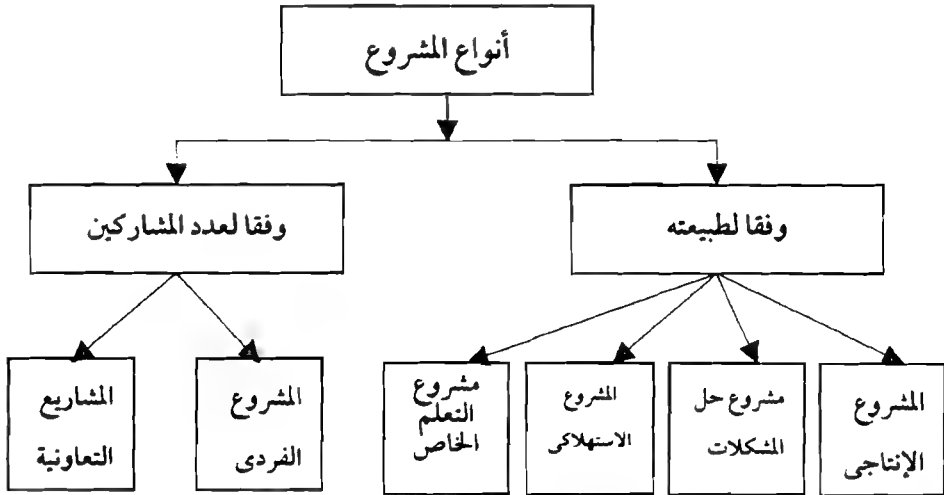 أنواع المشروع
وفقا لطبيعته
وفقا لعدد المشاركين
المشروع
الإنتاجى
مشروع حل
المشكلات
المشروع
الاستهلاكى
مشروع
التعلم
الخاص
المشروع
الفردى
المشاريع
التعاونية